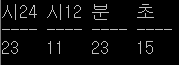 시24 시12 분 초
---- ---- ---- ----
23 11 23 15